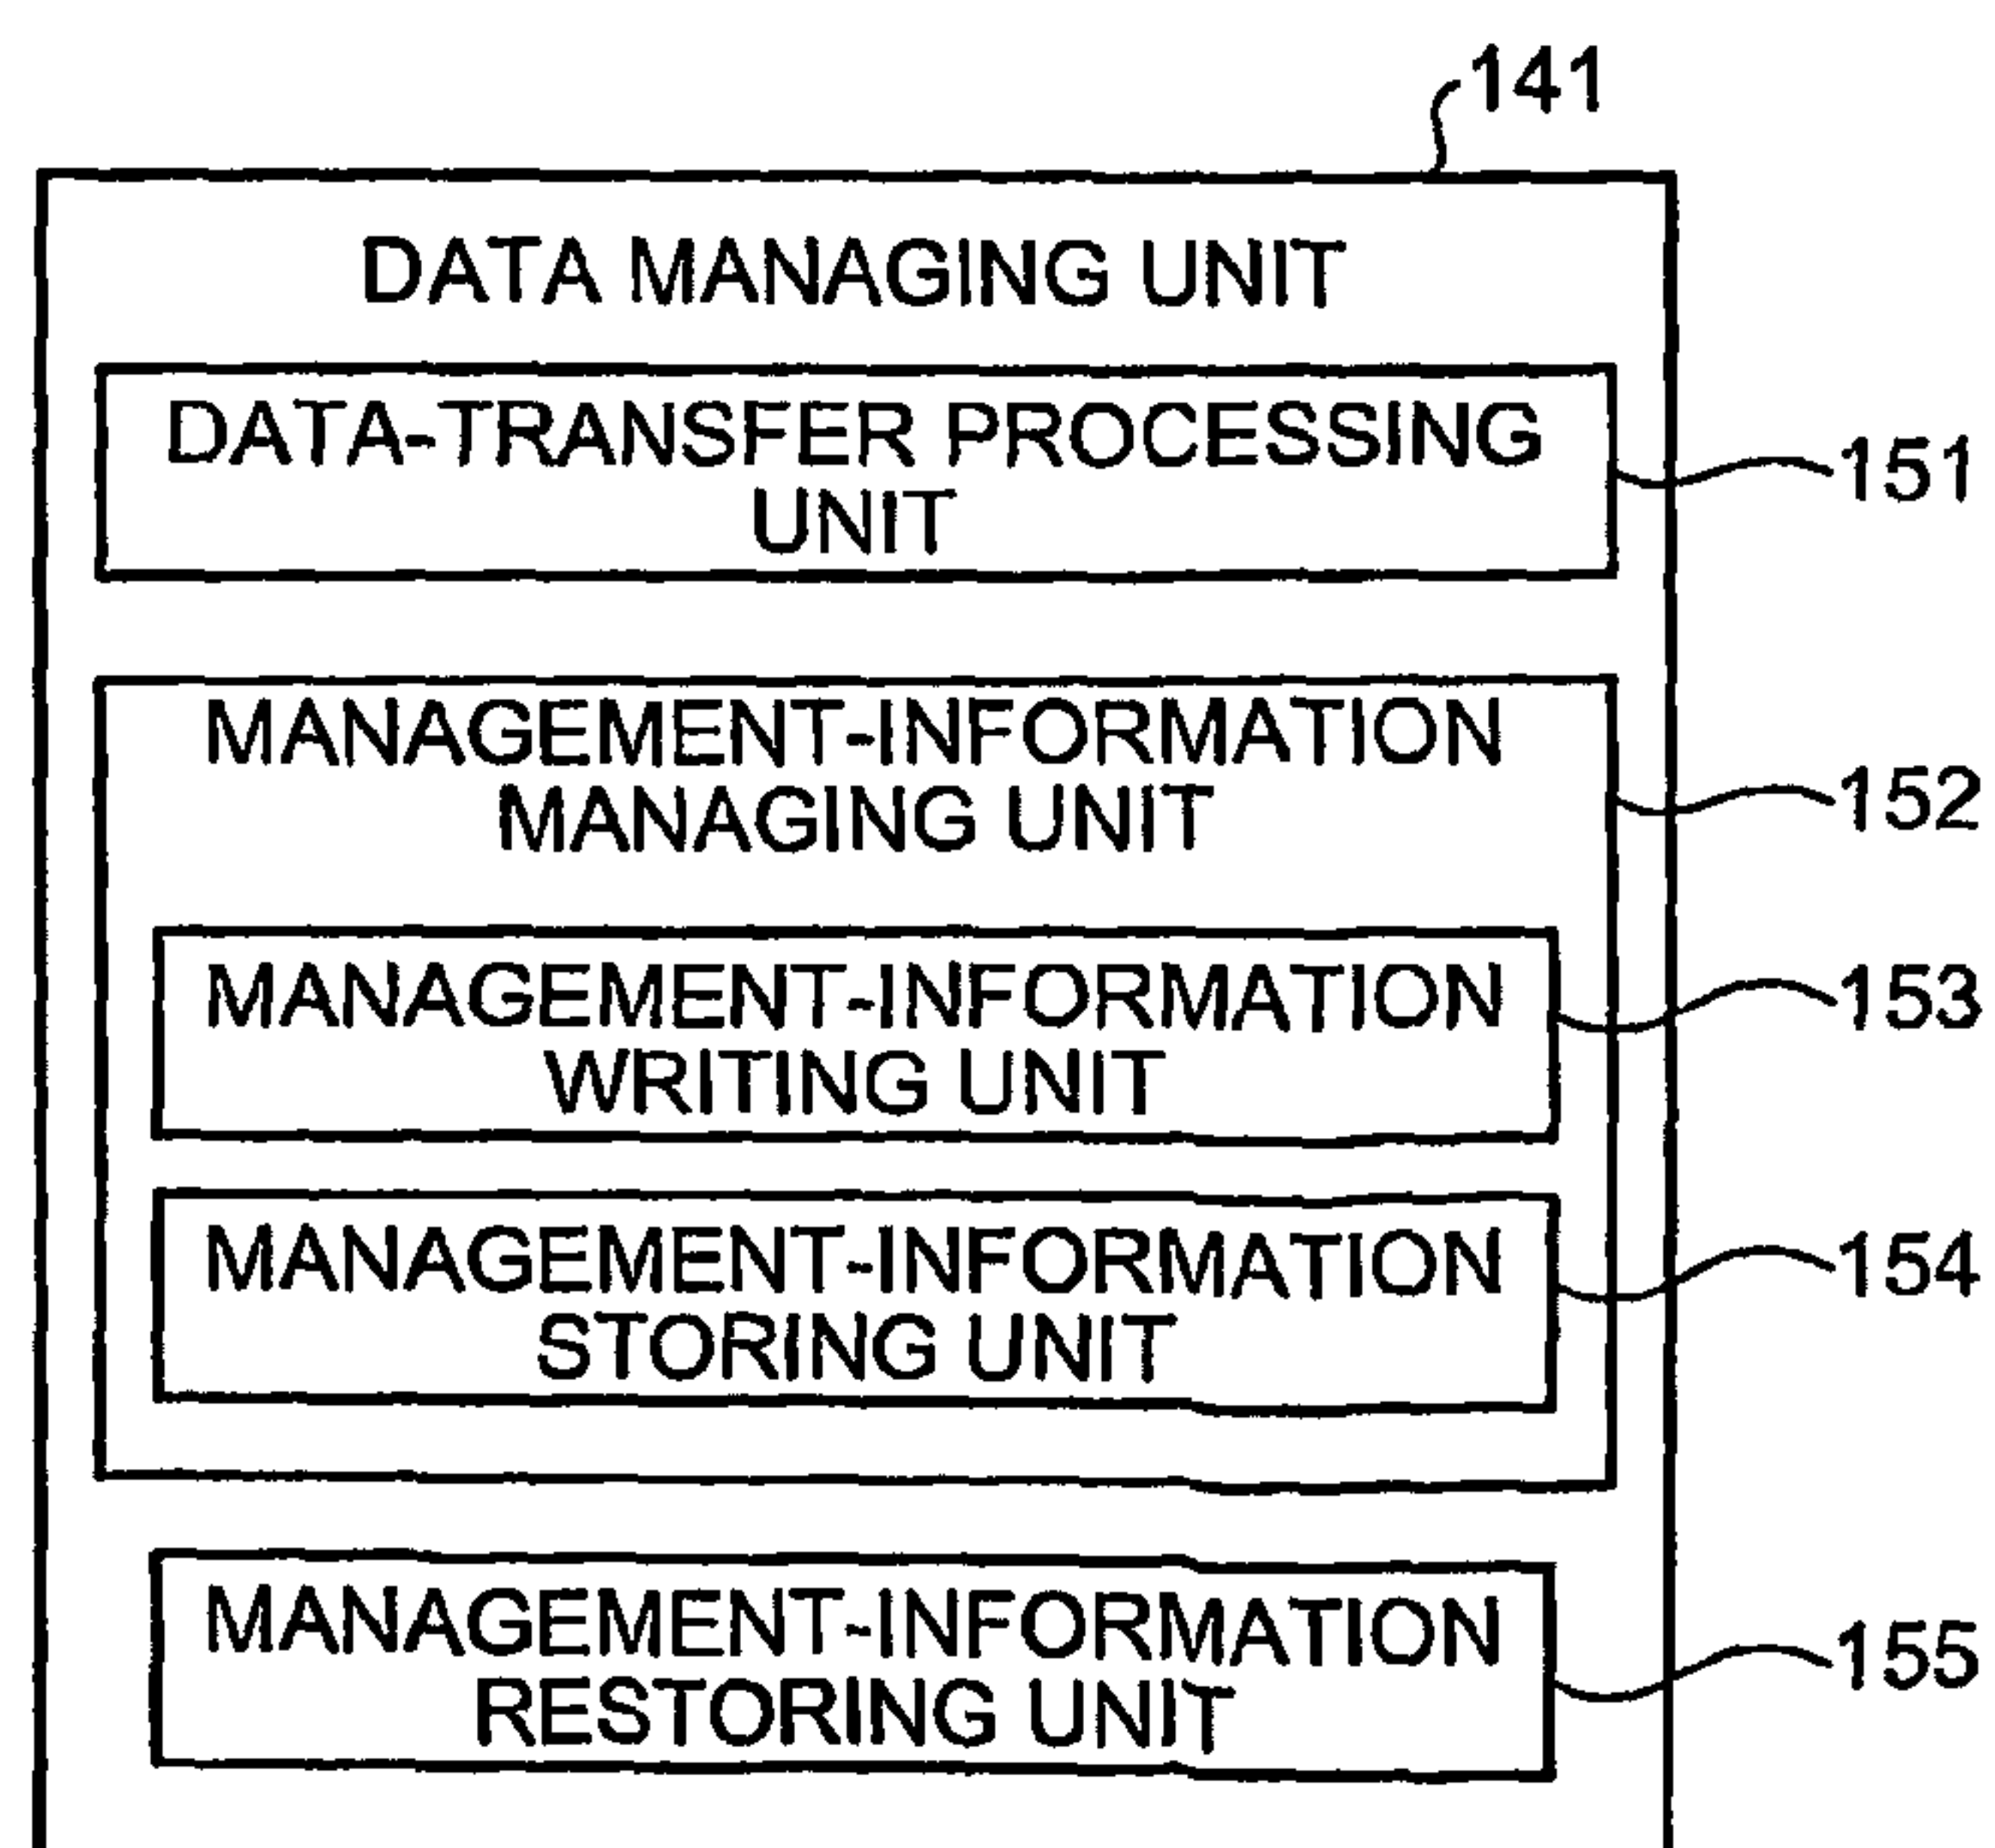 141
DATA MANAGING UNIT
DATA-TRANSFER PROCESSING
UNIT
151
MANAGEMENT-INFORMATION
MANAGING UNIT
152
MANAGEMENT-INFORMATION
WRITING UNIT
153
MANAGEMENT-INFORMATION
STORING UNIT
154
MANAGEMENT-INFORMATION
RESTORING UNIT
155